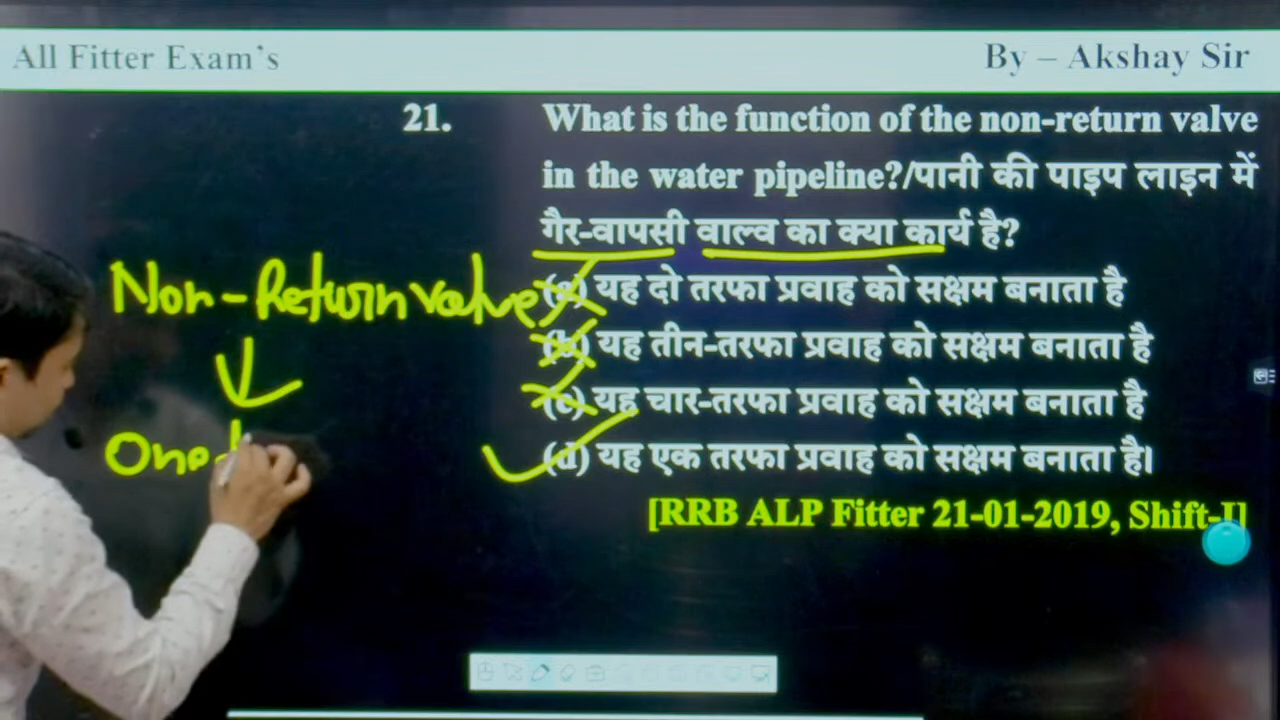 All Fitter Exam's
By – Akshay Sir
21. What is the function of the non-return valve
in the water pipeline?/पानी की पाइप लाइन में
गैर-वापसी वाल्व का क्या कार्य है?
(a) यह दो तरफा प्रवाह को सक्षम बनाता है
(b) यह तीन-तरफा प्रवाह को सक्षम बनाता है
(c) यह चार-तरफा प्रवाह को सक्षम बनाता है
(d) यह एक तरफा प्रवाह को सक्षम बनाता है।
[RRB ALP Fitter 21-01-2019, Shift-I]
Non-Return valve
One